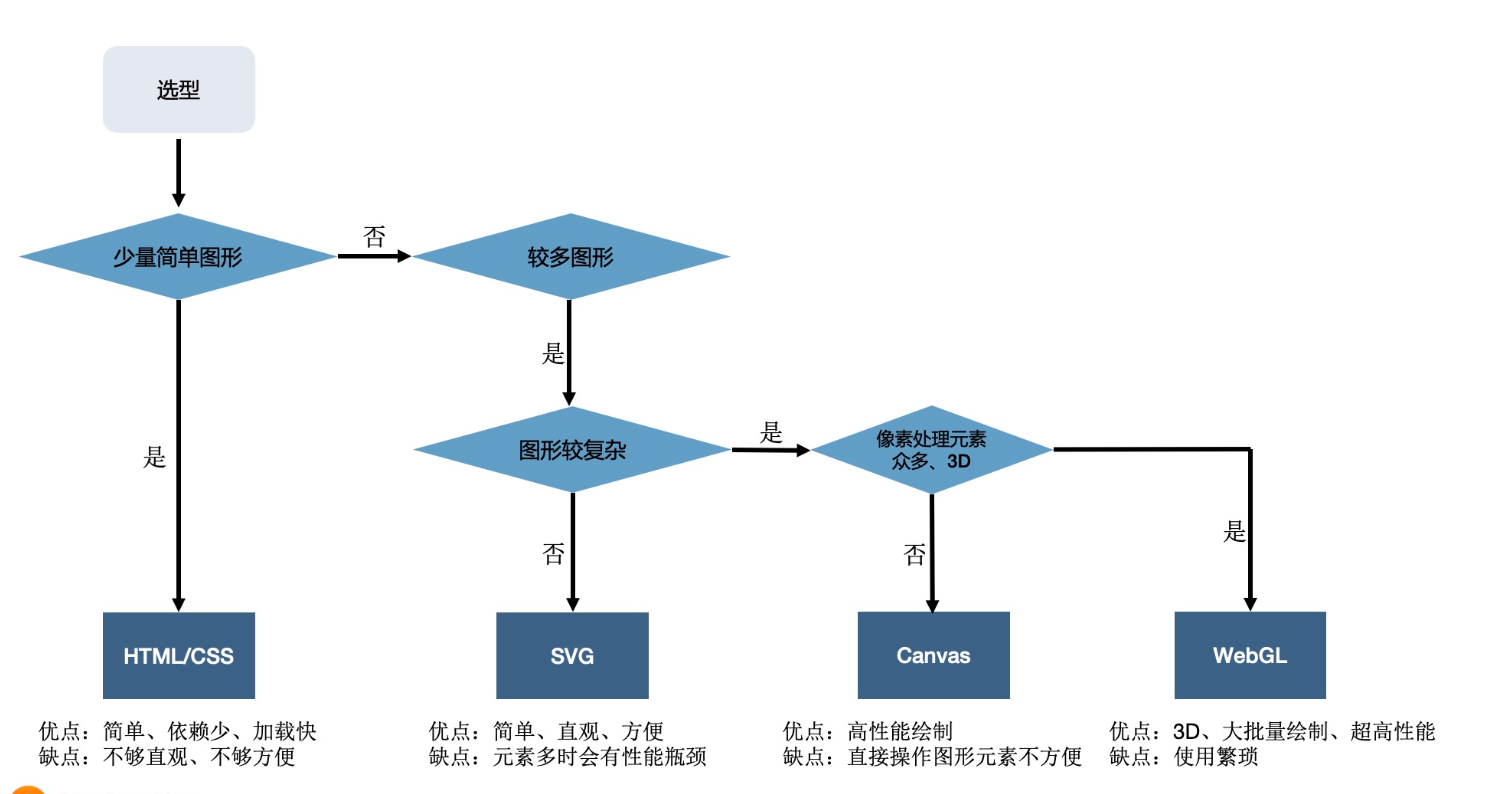 选型
少量简单图形
否
较多图形
是
是
图形较复杂
是
像素处理元素
众多、3D
否
否
是
HTML/CSS
SVG
Canvas
WebGL
优点：简单、依赖少、加载快
缺点：不够直观、不够方便
优点：简单、直观、方便
缺点：元素多时会有性能瓶颈
优点：高性能绘制
缺点：直接操作图形元素不方便
优点：3D、大批量绘制、超高性能
缺点：使用繁琐